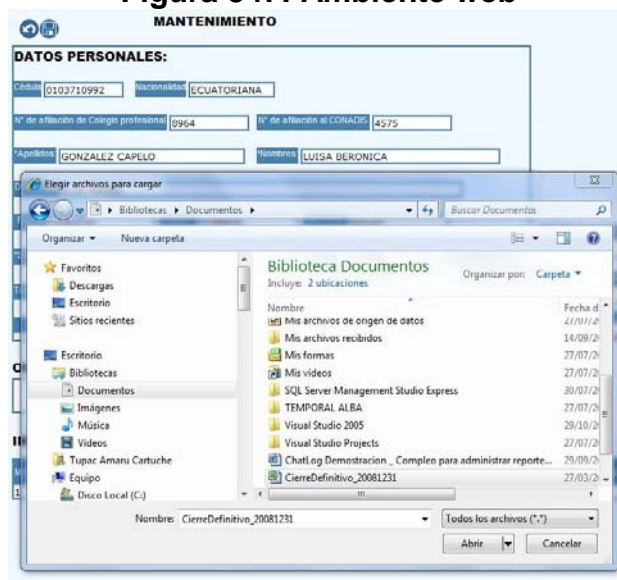 MANTENIMIENTO
DATOS PERSONALES:
Cédula 0103710992 Nacionalidad ECUATORIANA
N° de afiliación de Colegio profesional 8964 N° de afiliación al CONADIS 4575
*Apellidos GONZALEZ CAPELO *Nombres LUISA BERONICA
Elegir archivos para cargar
Bibliotecas Documentos Buscar Documentos
Organizar Nueva carpeta
Favoritos
Descargas
Escritorio
Sitios recientes
Escritorio
Bibliotecas
Documentos
Imágenes
Música
Videos
Tupac Amaru Cartuche
Equipo
Disco Local (C:)
Biblioteca Documentos
Incluye: 2 ubicaciones
Organizar por: Carpeta
Nombre Fecha d
Mis archivos de origen de datos 27/07/2
Mis archivos recibidos 14/09/2
Mis formas 27/07/2
Mis vídeos 27/07/2
SQL Server Management Studio Express 30/07/2
TEMPORAL ALBA 27/07/2
Visual Studio 2005 29/10/2
Visual Studio Projects 27/07/2
ChatLog Demostracion _ Compleo para administrar reporte... 29/09/2
CierreDefinitivo_20081231 27/03/2
Nombre: CierreDefinitivo_20081231 Todos los archivos (*.*)
Abrir Cancelar